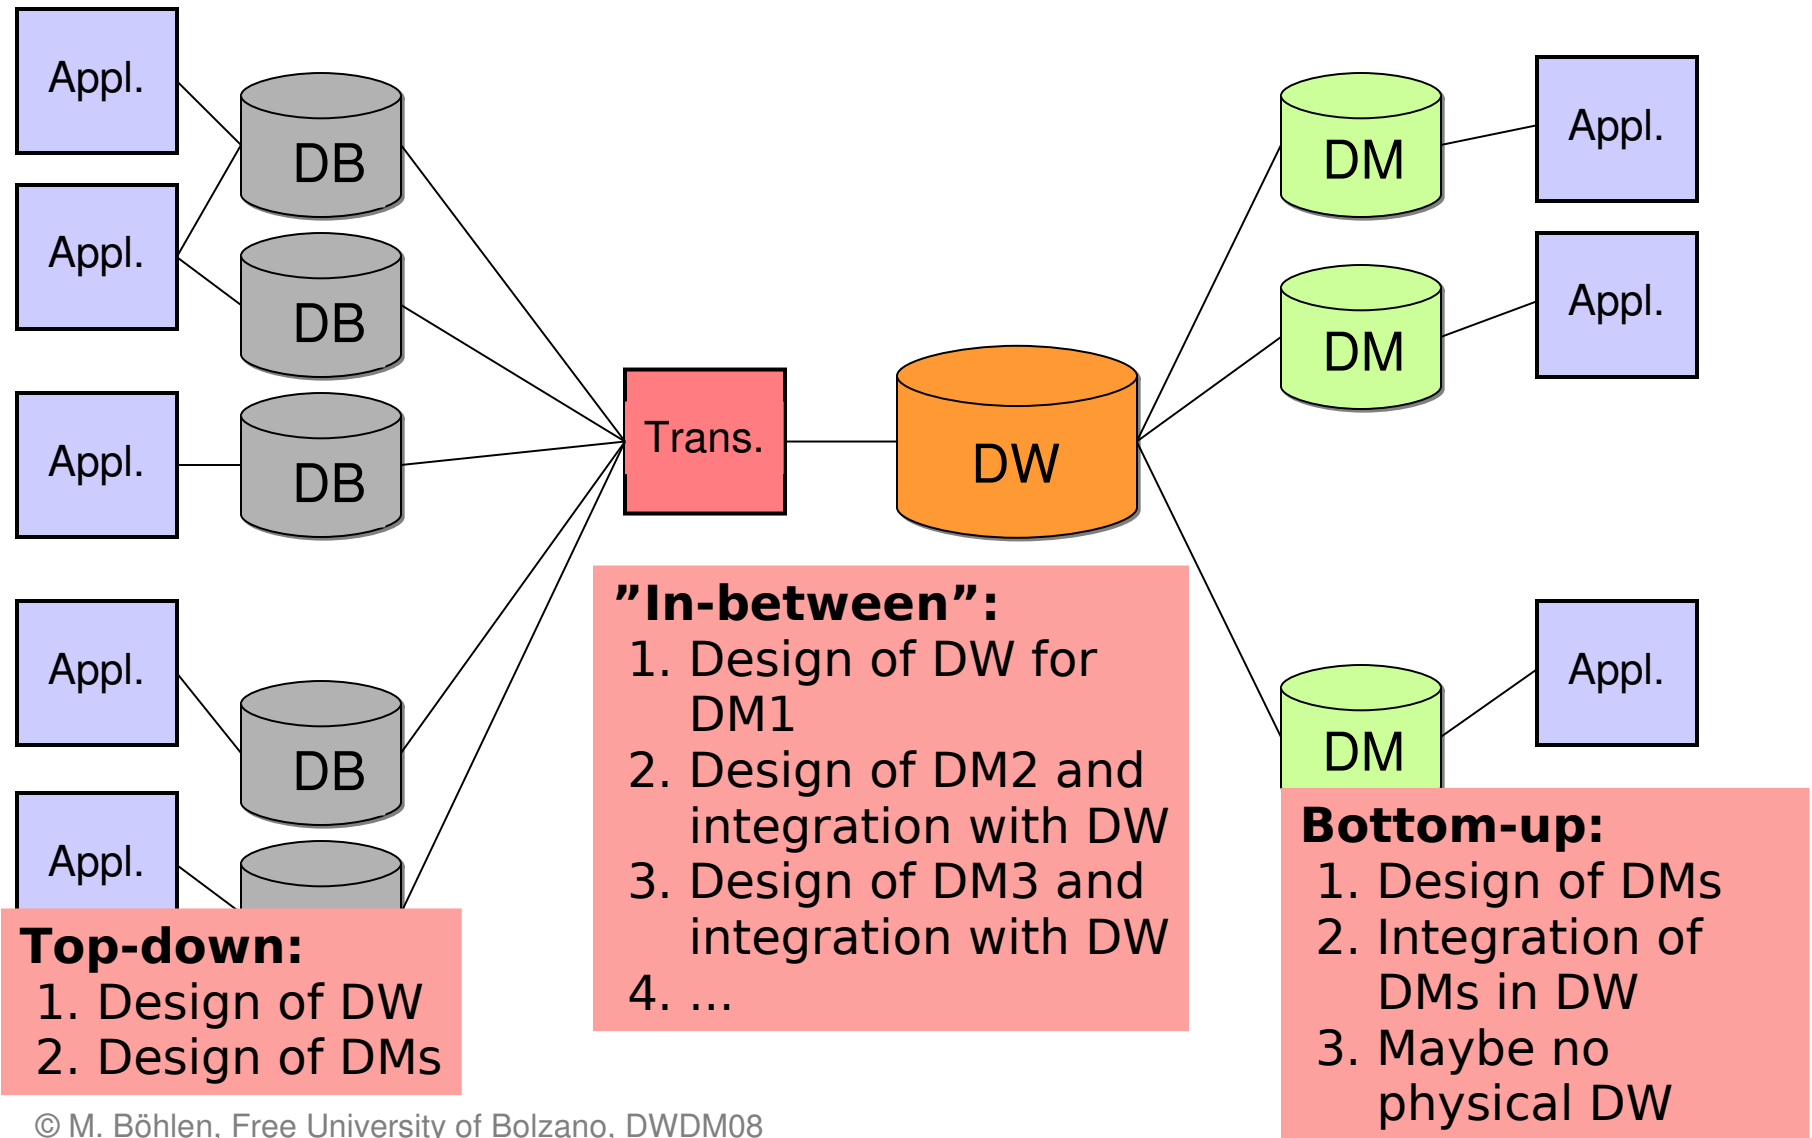 Appl.
DB
Appl.
DB
Appl.
DB
Appl.
DB
Appl.
Trans.
DW
DM
Appl.
DM
Appl.
DM
Appl.
Top-down:
1. Design of DW
2. Design of DMs
”In-between”:
1. Design of DW for
DM1
2. Design of DM2 and
integration with DW
3. Design of DM3 and
integration with DW
4. ...
Bottom-up:
1. Design of DMs
2. Integration of
DMs in DW
3. Maybe no
physical DW
© M. Böhlen, Free University of Bolzano, DWDM08